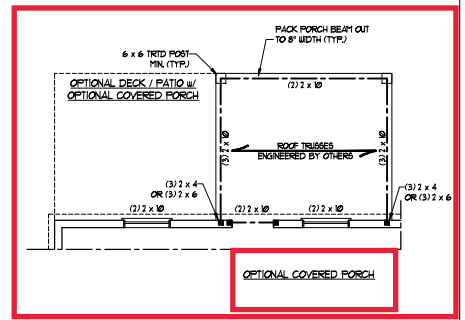 PACK PORCH BEAM OUT
TO 8" WIDTH (TYP.)
6 x 6 TRTD POST
MIN. (TYP.)
OPTIONAL DECK / PATIO w/
OPTIONAL COVERED PORCH
(2) 2 x 10
(3) 2 x 10
(3) 2 x 10
ROOF TRUSSES
ENGINEERED BY OTHERS
(3) 2 x 4
OR (3) 2 x 6
(3) 2 x 4
OR (3) 2 x 6
(2) 2 x 10
(2) 2 x 10
(2) 2 x 10
OPTIONAL COVERED PORCH